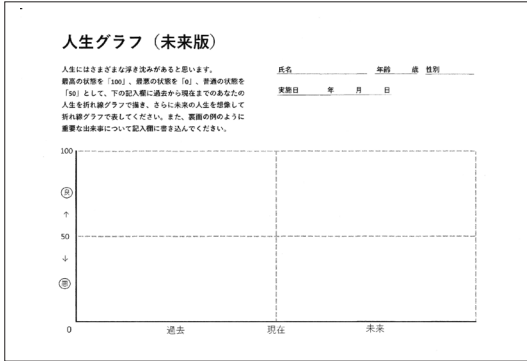 人生グラフ（未来版）
人生にはさまざまな浮き沈みがあると思います。
最高の状態を「100」、最悪の状態を「0」、普通の状態を
「50」として、下の記入欄に過去から現在までのあなたの
人生を折れ線グラフで描き、さらに未来の人生を想像して
折れ線グラフで表してください。また、裏面の例のように
重要な出来事について記入欄に書き込んでください。
氏名 年齢 歳 性別
実施日 年 月 日
100
良
↑
50
↓
悪
0 過去 現在 未来